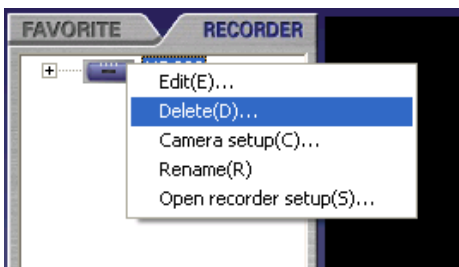 FAVORITE RECORDER
Edit(E)...
Delete(D)...
Camera setup(C)...
Rename(R)
Open recorder setup(S)...